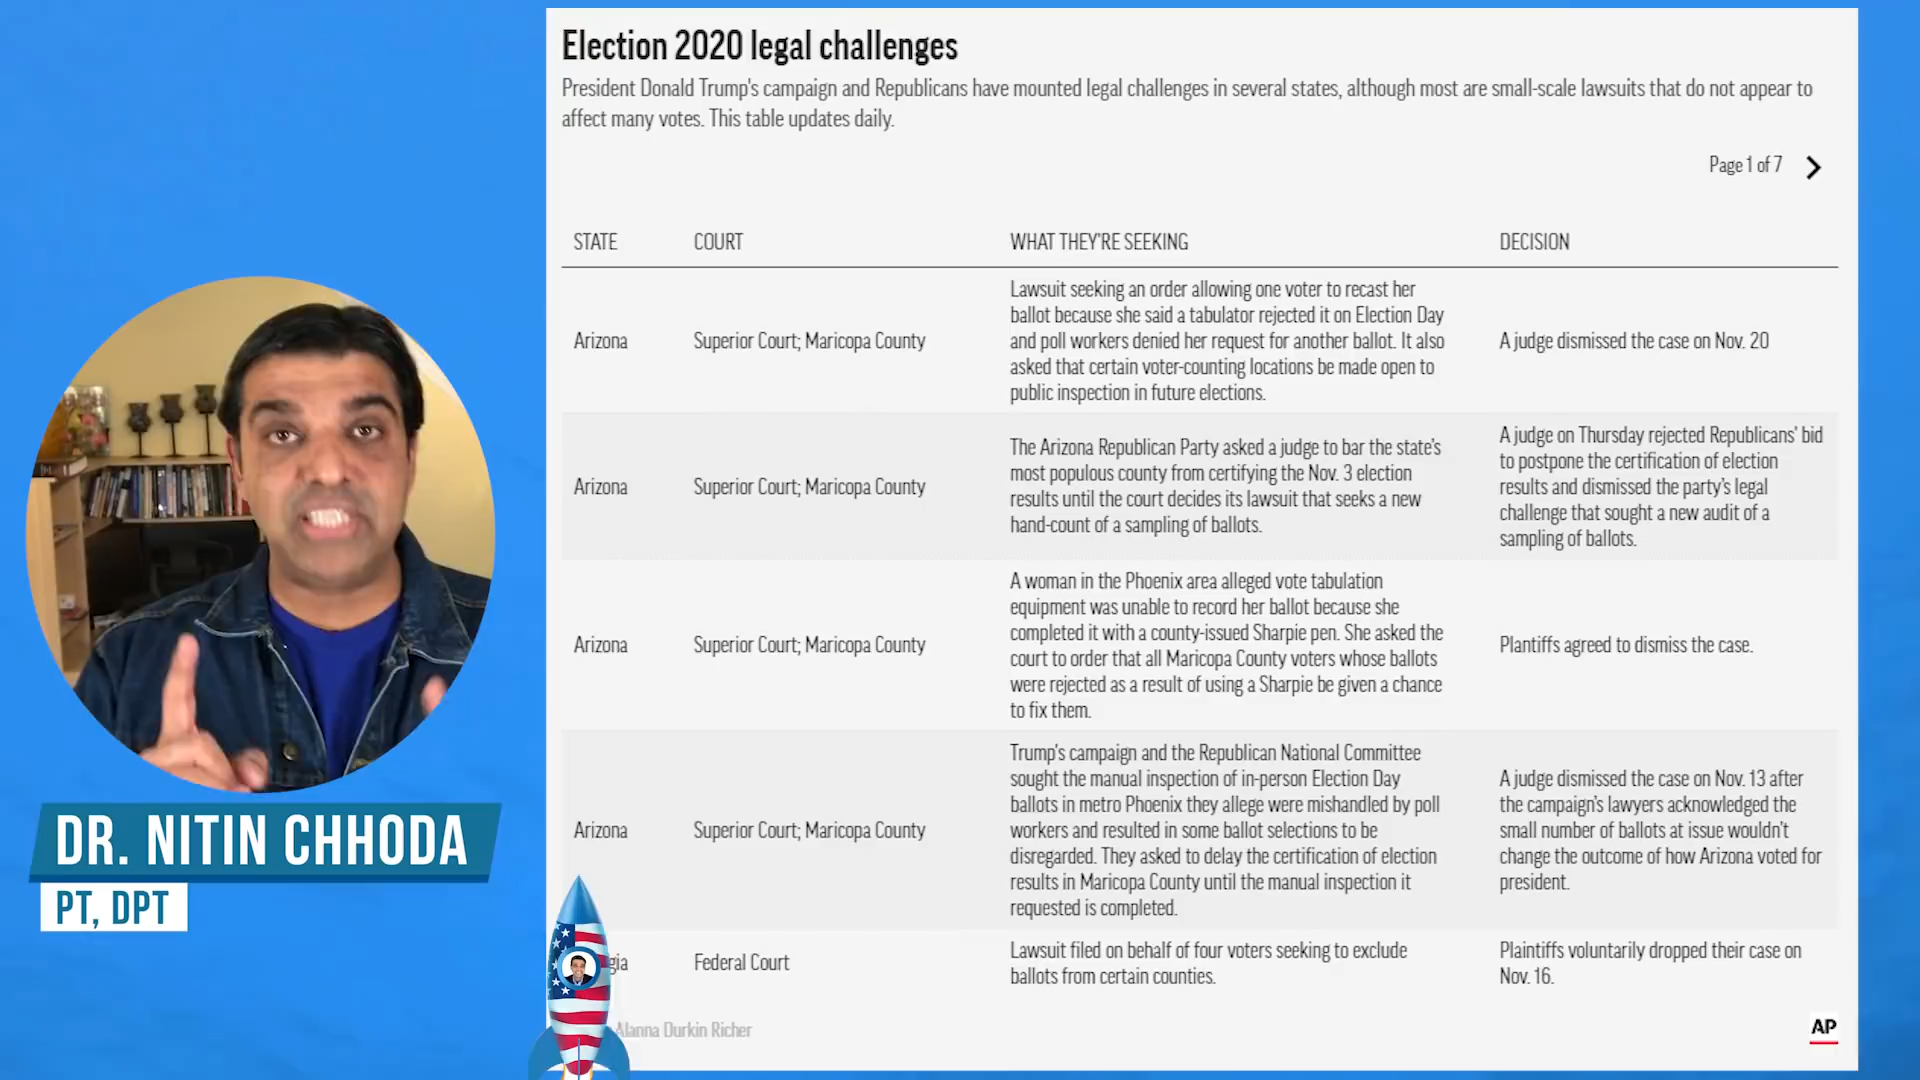 Election 2020 legal challenges
President Donald Trump's campaign and Republicans have mounted legal challenges in several states, although most are small-scale lawsuits that do not appear to
affect many votes. This table updates daily.
Page 1 of 7
STATE COURT WHAT THEY'RE SEEKING DECISION
Lawsuit seeking an order allowing one voter to recast her
ballot because she said a tabulator rejected it on Election Day
Arizona Superior Court; Maricopa County and poll workers denied her request for another ballot. It also A judge dismissed the case on Nov. 20
asked that certain voter-counting locations be made open to
public inspection in future elections.
A judge on Thursday rejected Republicans' bid
The Arizona Republican Party asked a judge to bar the state's
to postpone the certification of election
most populous county from certifying the Nov. 3 election
Arizona Superior Court; Maricopa County results and dismissed the party's legal
results until the court decides its lawsuit that seeks a new
challenge that sought a new audit of a
hand-count of a sampling of ballots.
sampling of ballots.
A woman in the Phoenix area alleged vote tabulation
equipment was unable to record her ballot because she
completed it with a county-issued Sharpie pen. She asked the
Arizona Superior Court; Maricopa County Plantiffs agreed to dismiss the case.
court to order that all Maricopa County voters whose ballots
were rejected as a result of using a Sharpie be given a chance
to fix them.
Trump's campaign and the Republican National Committee
sought the manual inspection of in-person Election Day A judge dismissed the case on Nov. 13 after
ballots in metro Phoenix they allege were mishandled by poll the campaign's lawyers acknowledged the
Arizona Superior Court; Maricopa County workers and resulted in some ballot selections to be small number of ballots at issue wouldn't
disregarded. They asked to delay the certification of election change the outcome of how Arizona voted for
results in Maricopa County until the manual inspection it president.
requested is completed.
Lawsuit filed on behalf of four voters seeking to exclude Plaintiffs voluntarily dropped their case on
gia Federal Court
ballots from certain counties. Nov. 16.
Alanna Durkin Richer
AP
DR. NITIN CHHODA
PT, DPT